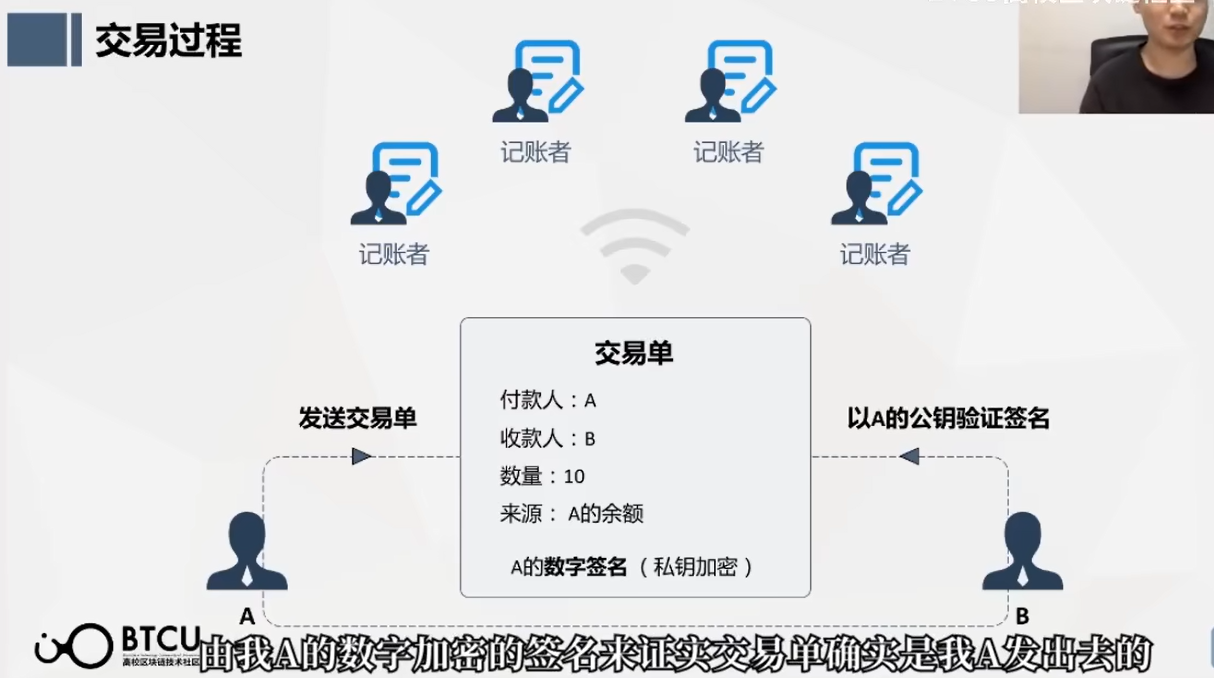 交易过程
记账者
记账者
记账者
记账者
交易单
付款人：A
收款人：B
数量：10
来源： A的余额
A的数字签名（私钥加密）
发送交易单
以A的公钥验证签名
A
B
BTCU
高校区块链技术社区
由我A的数字加密的签名来证实交易单确实是我A发出去的